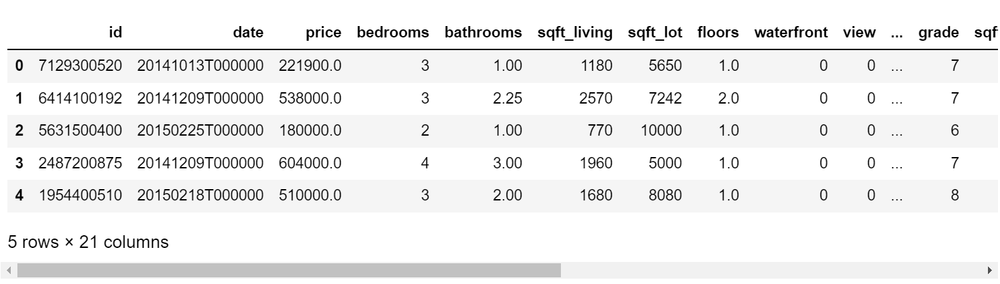 id date price bedrooms bathrooms sqft_living sqft_lot floors waterfront view ... grade sqf
0 7129300520 20141013T000000 221900.0 3 1.00 1180 5650 1.0 0 0 ... 7
1 6414100192 20141209T000000 538000.0 3 2.25 2570 7242 2.0 0 0 ... 7
2 5631500400 20150225T000000 180000.0 2 1.00 770 10000 1.0 0 0 ... 6
3 2487200875 20141209T000000 604000.0 4 3.00 1960 5000 1.0 0 0 ... 7
4 1954400510 20150218T000000 510000.0 3 2.00 1680 8080 1.0 0 0 ... 8
5 rows × 21 columns